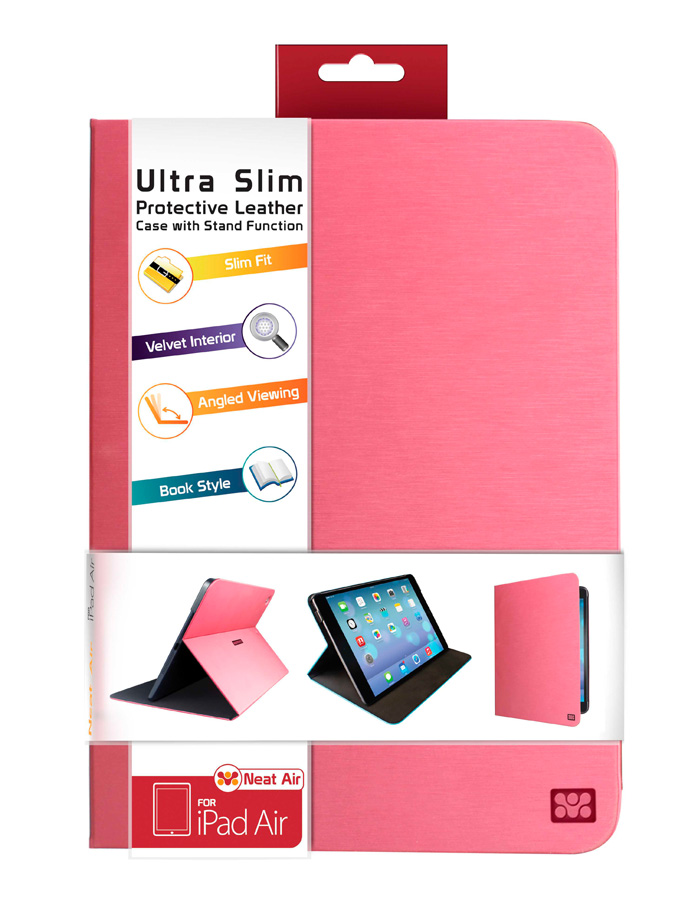 Ultra Slim
Protective Leather
Case with Stand Function
Slim Fit
Velvet Interior
Angled Viewing
Book Style
iPad Air
Neat Air
Neat Air
FOR
iPad Air